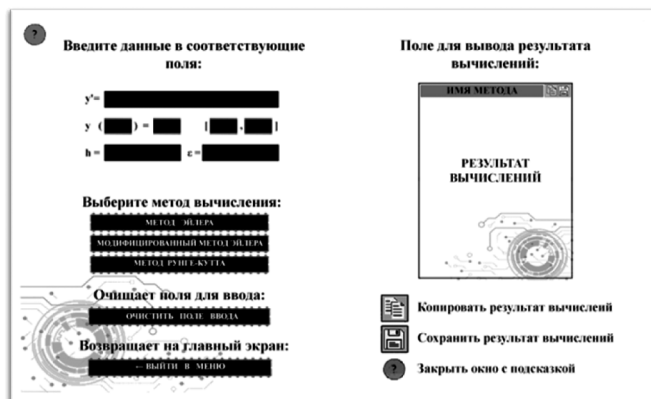 ?
Введите данные в соответствующие
поля:
y'=
y ( ) = [ , ]
h = ε =
Выберите метод вычисления:
МЕТОД ЭЙЛЕРА
МОДИФИЦИРОВАННЫЙ МЕТОД ЭЙЛЕРА
МЕТОД РУНГЕ-КУТТА
Очищает поля для ввода:
ОЧИСТИТЬ ПОЛЕ ВВОДА
Возвращает на главный экран:
←ВЫЙТИ В МЕНЮ
Поле для вывода результата
вычислений:
ИМЯ МЕТОДА
РЕЗУЛЬТАТ
ВЫЧИСЛЕНИЙ
Копировать результат вычислений
Сохранить результат вычислений
? Закрыть окно с подсказкой